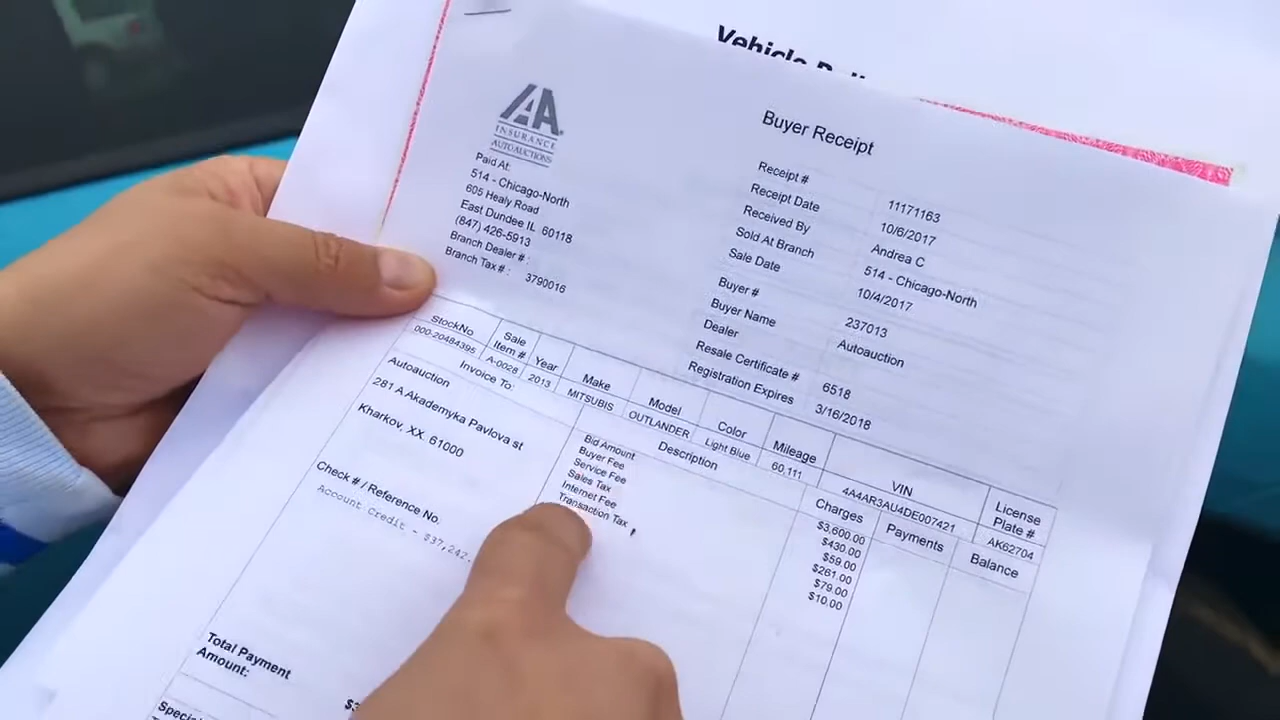 Vehicle
IAA
INSURANCE
AUTO AUCTIONS
Buyer Receipt
Paid At:
514 - Chicago-North
605 Healy Road
East Dundee IL 60118
(847) 426-5913
Branch Dealer # :
Branch Tax # : 3790016
Receipt # 11171163
Receipt Date 10/6/2017
Received By Andrea C
Sold At Branch 514 - Chicago-North
Sale Date 10/4/2017
Buyer # 237013
Buyer Name Autoauction
Dealer
Resale Certificate # 6518
Registration Expires 3/16/2018
StockNo Sale Item # Year Make Model Color Mileage VIN License Plate #
000-20484395 A-0028 2013 MITSUBIS OUTLANDER Light Blue 60,111 4A4AR3AU4DE007421 AK62704
Invoice To: Description Charges Payments Balance
Autoauction
281 A Akademyka Pavlova st
Kharkov, XX 61000
Check # / Reference No.
Account Credit - $37,242.
Bid Amount $3,600.00
Buyer Fee $430.00
Service Fee $59.00
Sales Tax $261.00
Internet Fee $79.00
Transaction Tax $10.00
Total Payment
Amount: